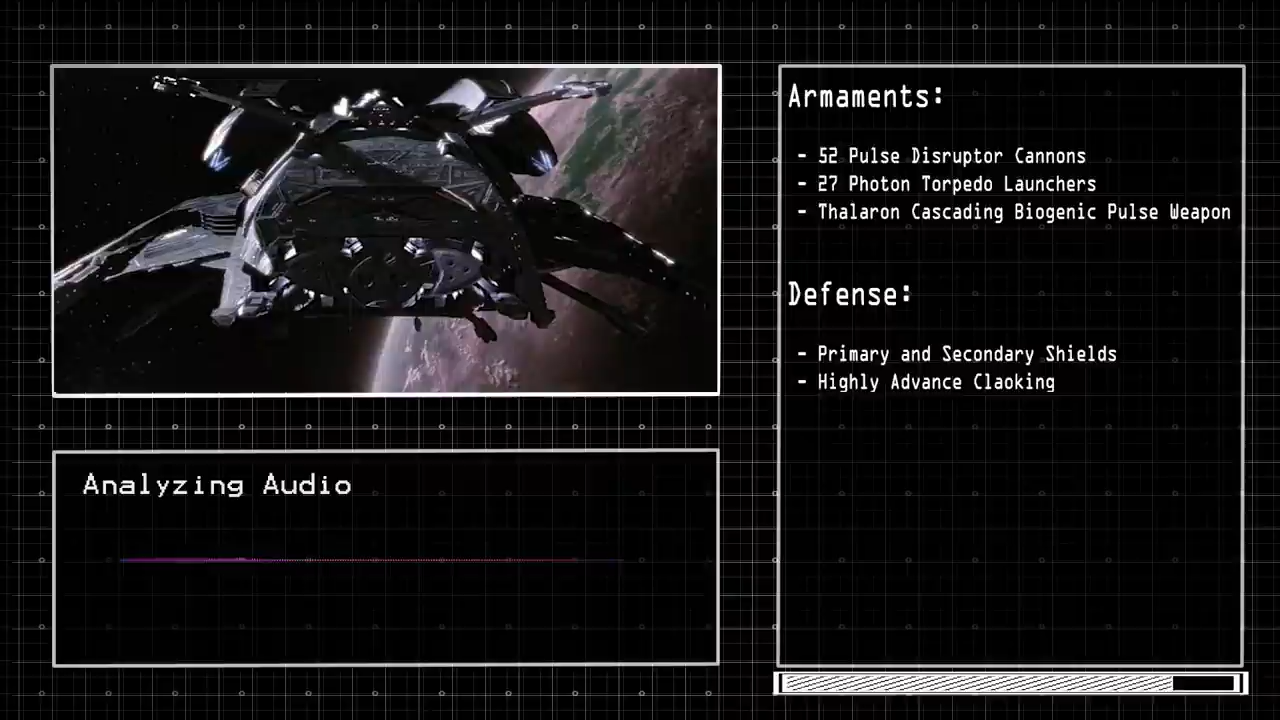 Armaments:
- 52 Pulse Disruptor Cannons
- 27 Photon Torpedo Launchers
- Thalaron Cascading Biogenic Pulse Weapon
Defense:
- Primary and Secondary Shields
- Highly Advance Claoking
Analyzing Audio